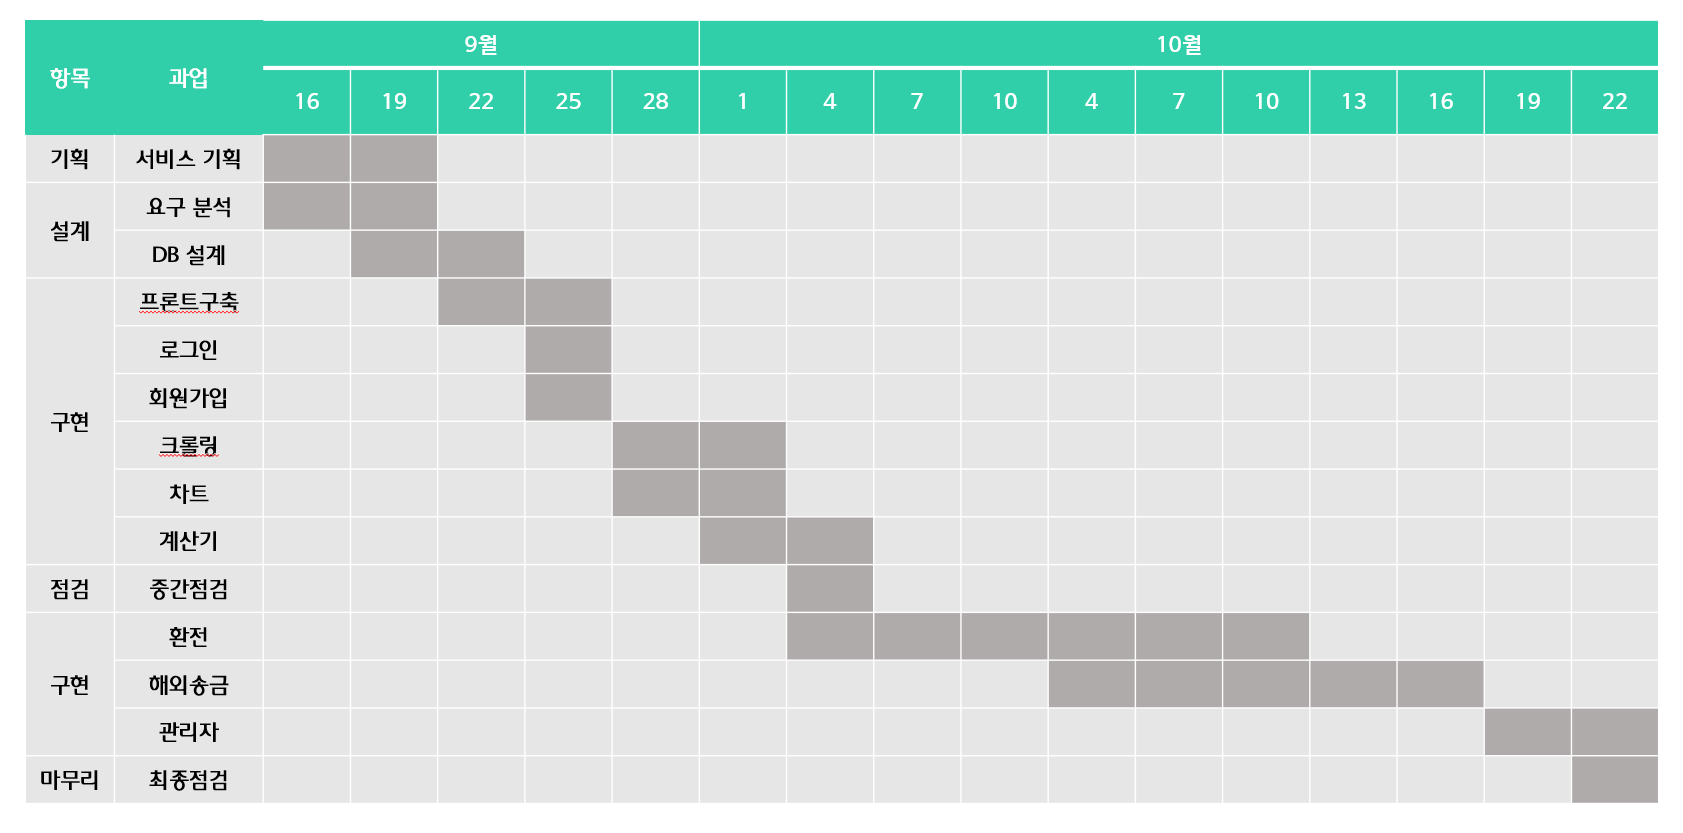 항목 과업 9월 10월
16 19 22 25 28 1 4 7 10 4 7 10 13 16 19 22
기획 서비스 기획
설계 요구 분석
DB 설계
구현 프론트구축
로그인
회원가입
크롤링
차트
계산기
점검 중간점검
구현 환전
해외송금
관리자
마무리 최종점검